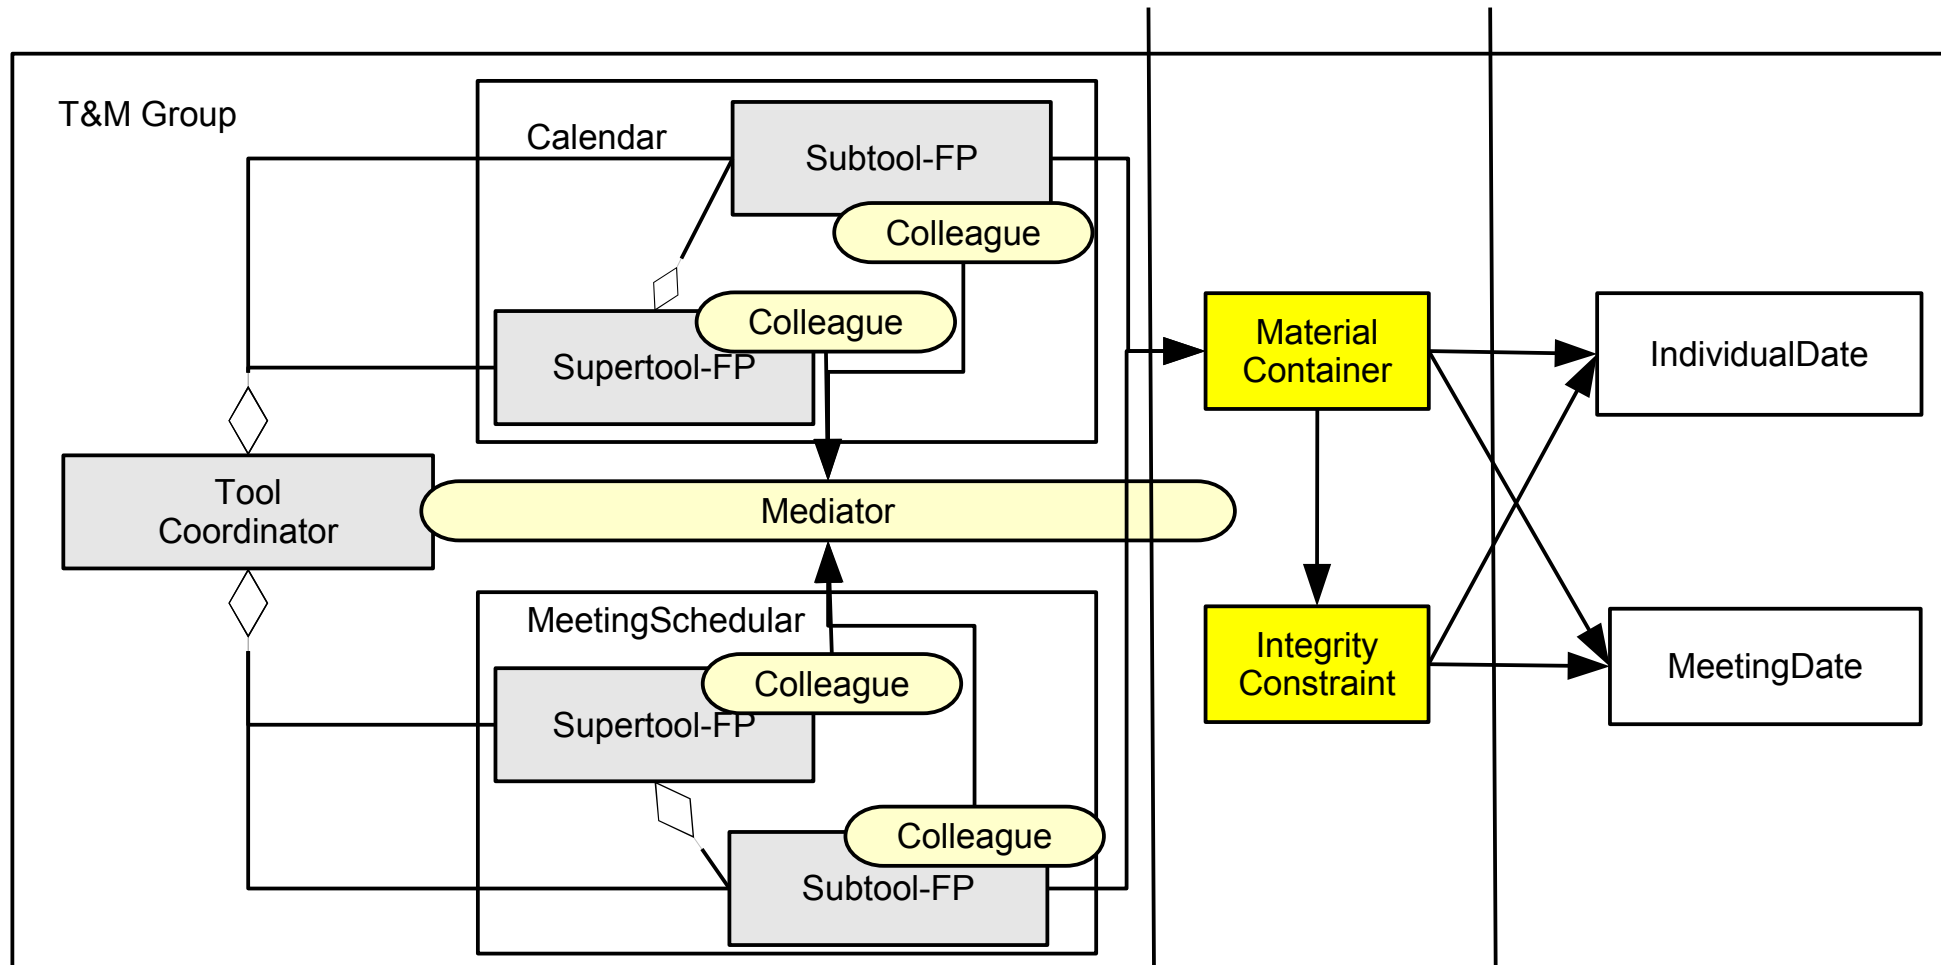 T&M Group
Calendar
Subtool-FP
Colleague
Colleague
Supertool-FP
Material
Container
IndividualDate
Tool
Coordinator
Mediator
MeetingSchedular
Colleague
Supertool-FP
Integrity
Constraint
MeetingDate
Colleague
Subtool-FP